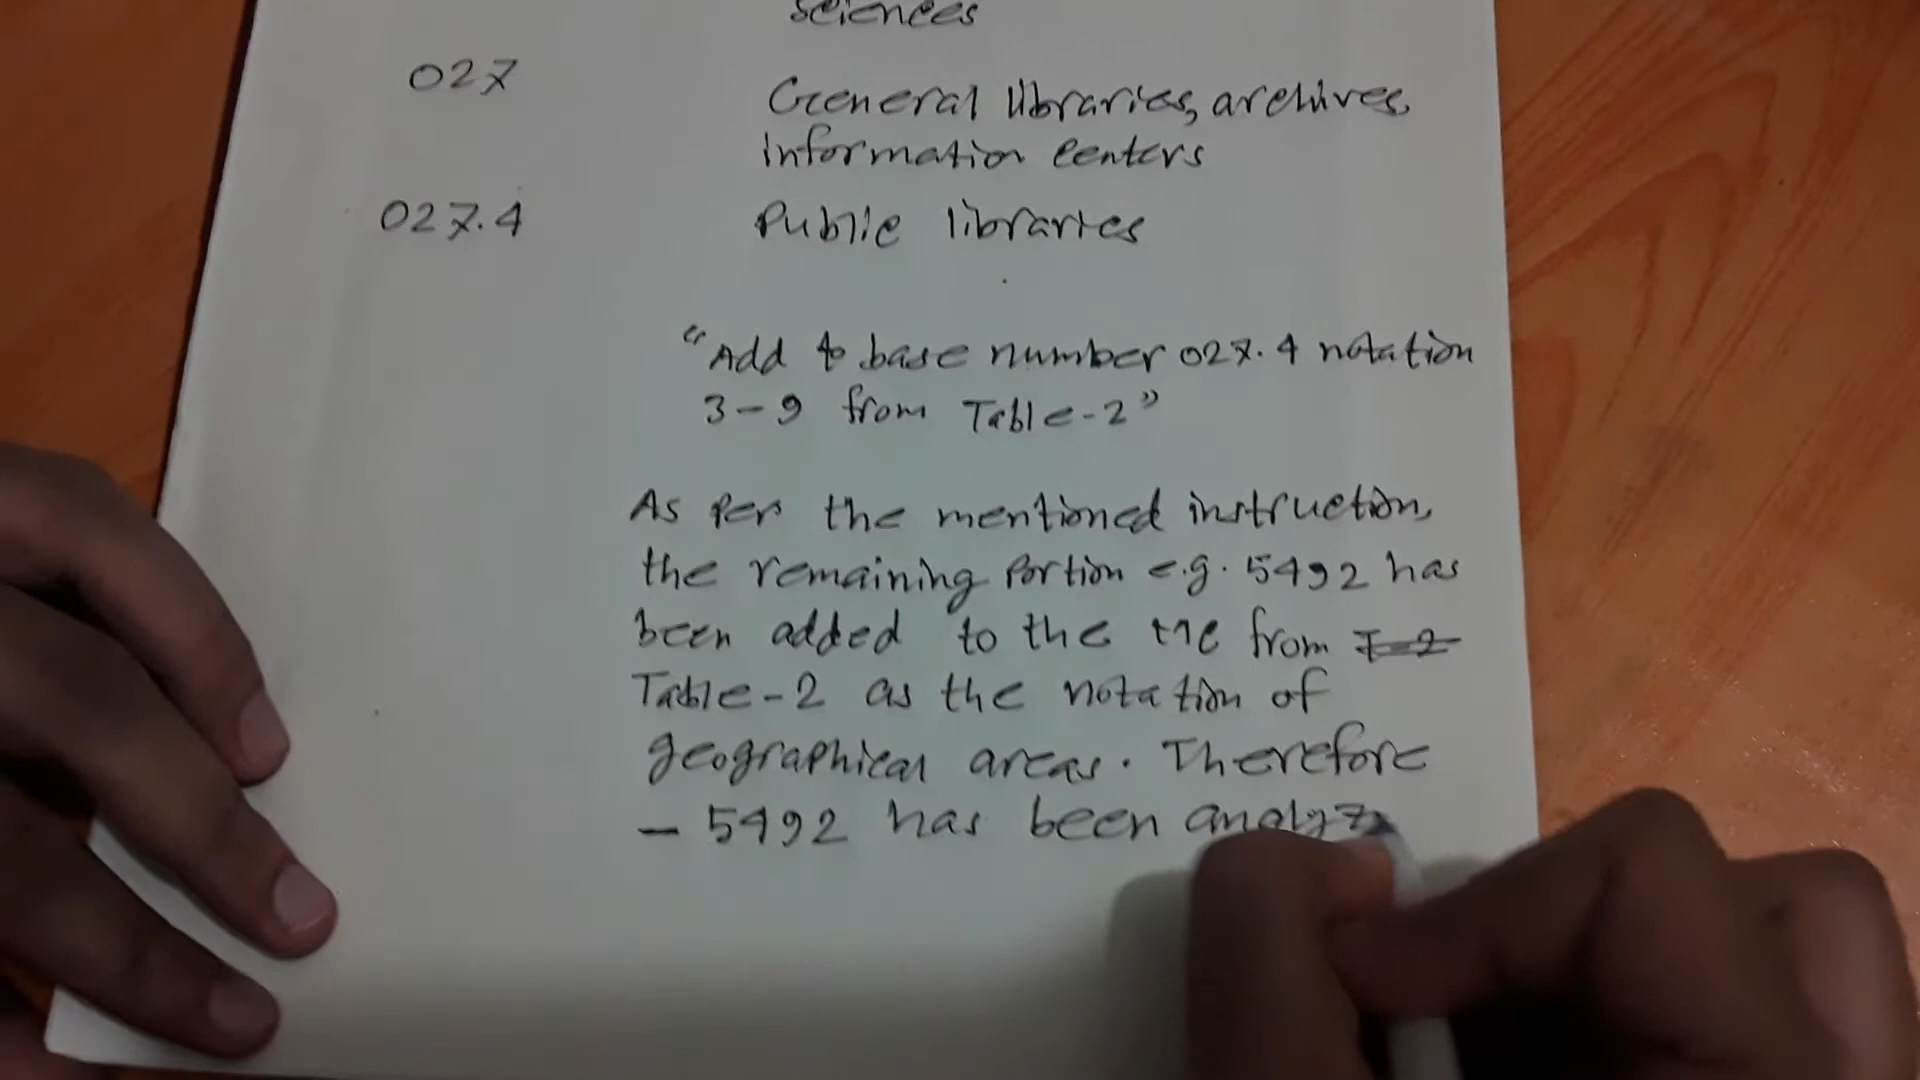 sciences
027
General libraries, archives,
information centers
027.4
Public libraries
"Add to base number 027.4 notation
3-9 from Table-2"
As per the mentioned instruction,
the remaining portion e.g. 5492 has
been added to the from T-2
Table-2 as the notation of
geographical areas. Therefore
- 5492 has been analyz